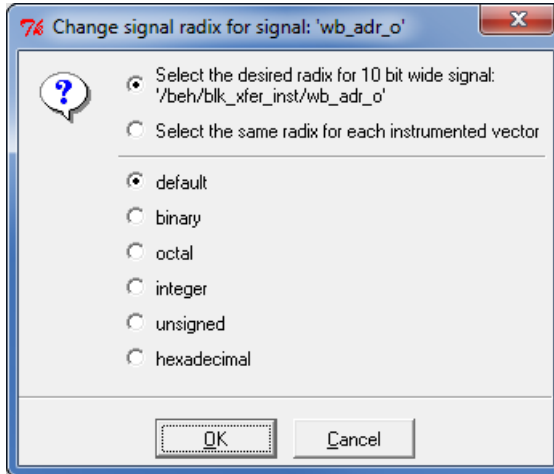 Change signal radix for signal: 'wb_adr_o'
Select the desired radix for 10 bit wide signal:
'/beh/blk_xfer_inst/wb_adr_o'
Select the same radix for each instrumented vector
default
binary
octal
integer
unsigned
hexadecimal
OK
Cancel